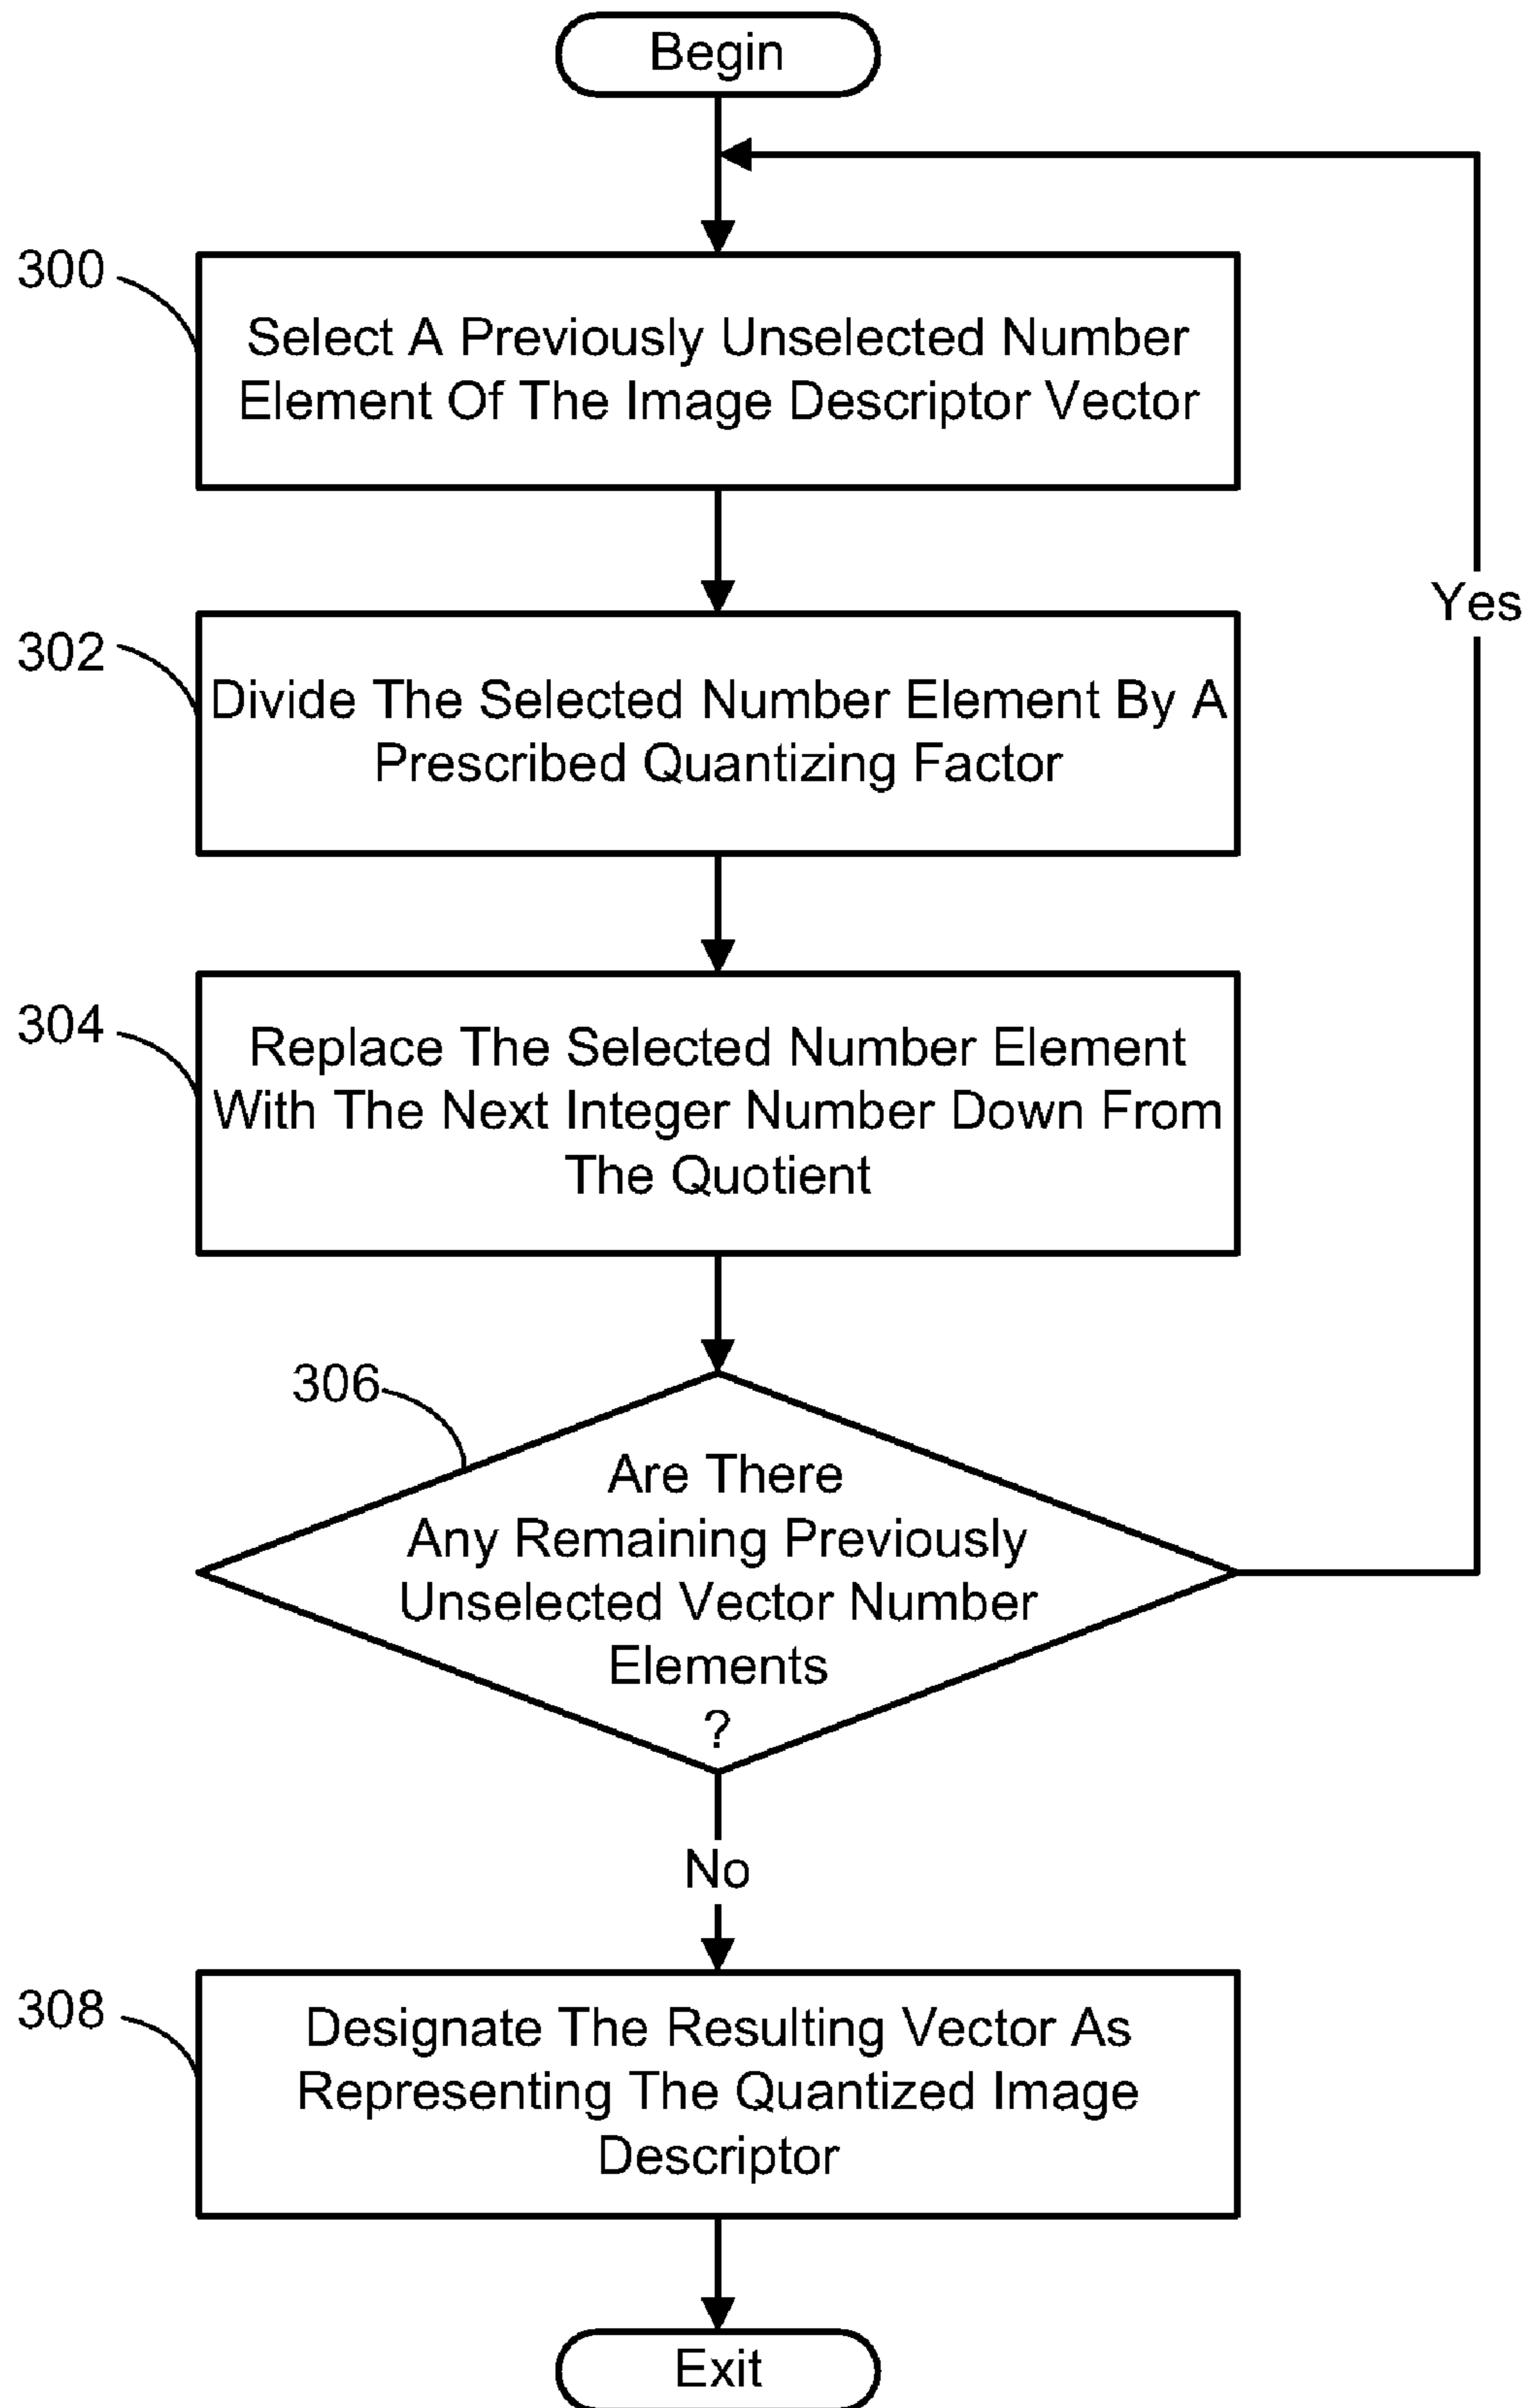 Begin
300
Select A Previously Unselected Number
Element Of The Image Descriptor Vector
Yes
302
Divide The Selected Number Element By A
Prescribed Quantizing Factor
304
Replace The Selected Number Element
With The Next Integer Number Down From
The Quotient
306
Are There
Any Remaining Previously
Unselected Vector Number
Elements
?
No
308
Designate The Resulting Vector As
Representing The Quantized Image
Descriptor
Exit